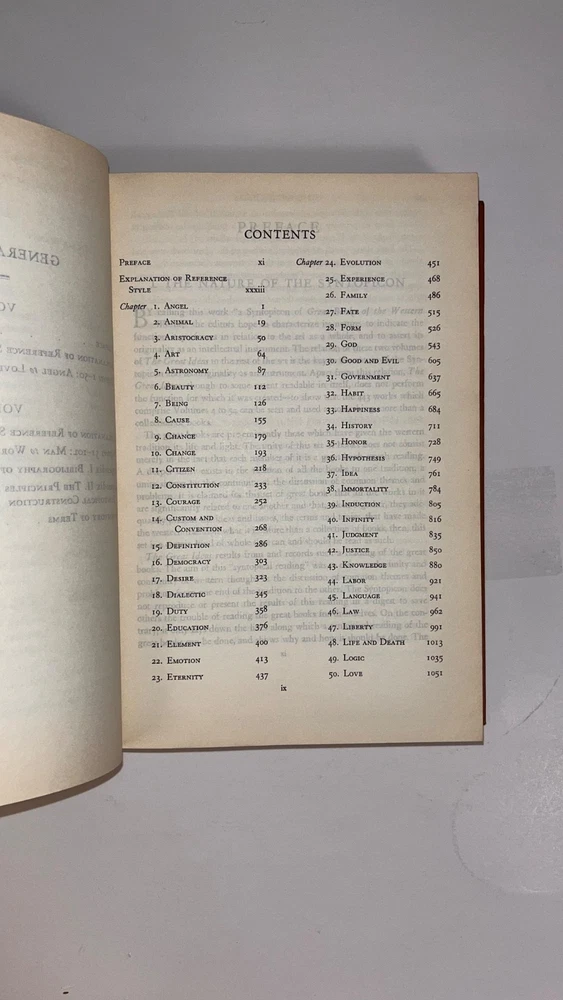 CONTENTS
PREFACE xi
EXPLANATION OF REFERENCE
STYLE xxxiii
Chapter 1. ANGEL 1
2. ANIMAL 19
3. ARISTOCRACY 50
4. ART 64
5. ASTRONOMY 87
6. BEAUTY 112
7. BEING 126
8. CAUSE 155
9. CHANCE 179
10. CHANGE 193
11. CITIZEN 218
12. CONSTITUTION 233
13. COURAGE 252
14. CUSTOM AND
CONVENTION 268
15. DEFINITION 286
16. DEMOCRACY 303
17. DESIRE 323
18. DIALECTIC 345
19. DUTY 358
20. EDUCATION 376
21. ELEMENT 400
22. EMOTION 413
23. ETERNITY 437
Chapter 24. EVOLUTION 451
25. EXPERIENCE 468
26. FAMILY 486
27. FATE 515
28. FORM 526
29. GOD 543
30. GOOD AND EVIL 605
31. GOVERNMENT 637
32. HABIT 665
33. HAPPINESS 684
34. HISTORY 711
35. HONOR 728
36. HYPOTHESIS 749
37. IDEA 761
38. IMMORTALITY 784
39. INDUCTION 805
40. INFINITY 816
41. JUDGMENT 835
42. JUSTICE 850
43. KNOWLEDGE 880
44. LABOR 921
45. LANGUAGE 941
46. LAW 962
47. LIBERTY 991
48. LIFE AND DEATH 1013
49. LOGIC 1035
50. LOVE 1051
ix